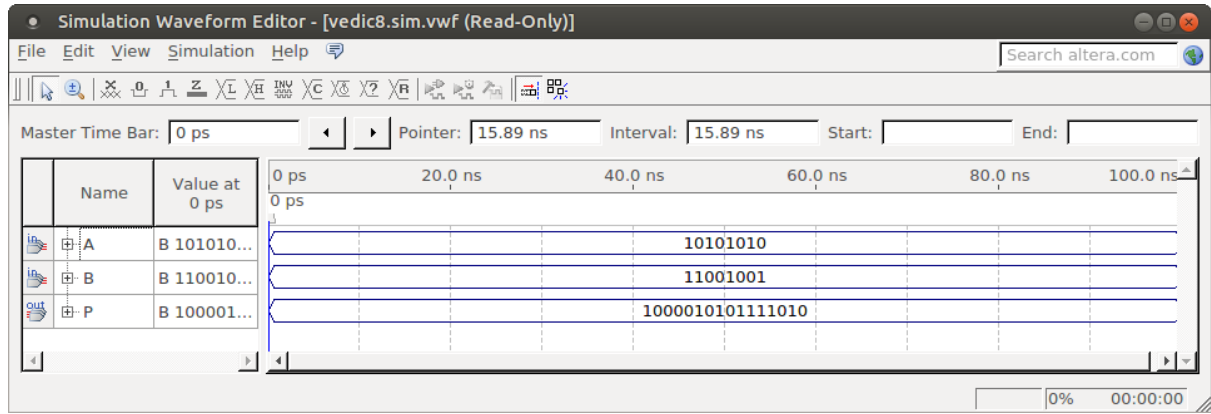 Simulation Waveform Editor - [vedic8.sim.vwf (Read-Only)]
File Edit View Simulation Help Search altera.com
Master Time Bar: 0 ps Pointer: 15.89 ns Interval: 15.89 ns Start: End:
Name Value at 0 ps 0 ps 20.0 ns 40.0 ns 60.0 ns 80.0 ns 100.0 ns
0 ps
in A B 101010... 10101010
in B B 110010... 11001001
out P B 100001... 1000010101111010
0% 00:00:00